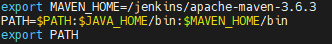 export MAVEN_HOME=/jenkins/apache-maven-3.6.3
PATH=$PATH:$JAVA_HOME/bin:$MAVEN_HOME/bin
export PATH